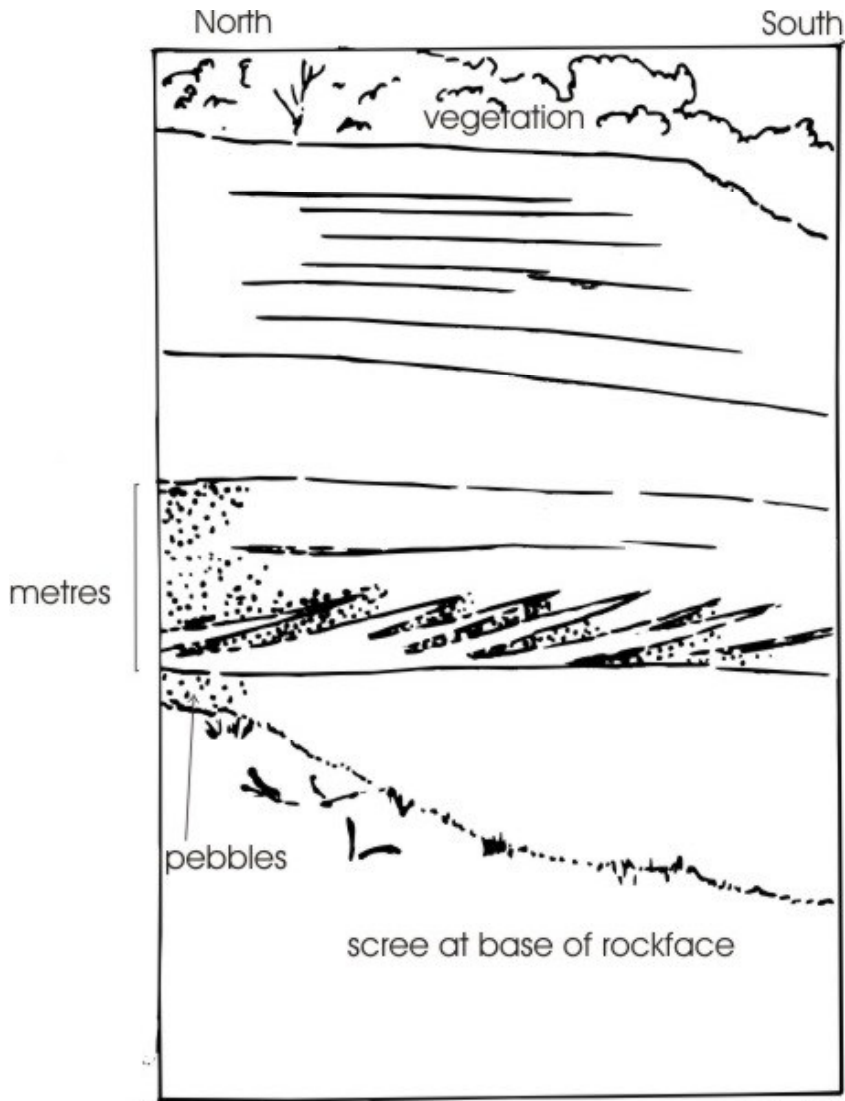 North
South
vegetation
metres
pebbles
scree at base of rockface